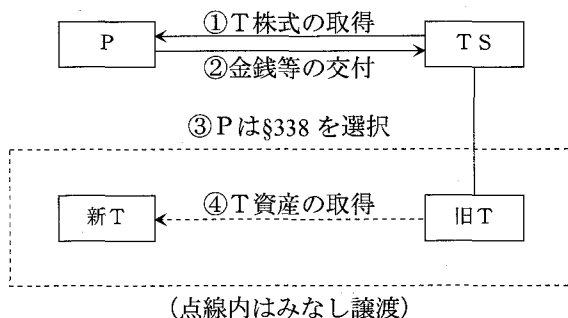 ①T株式の取得
P
TS
②金銭等の交付
③Pは§338を選択
新T
④T資産の取得
旧T
(点線内はみなし譲渡)